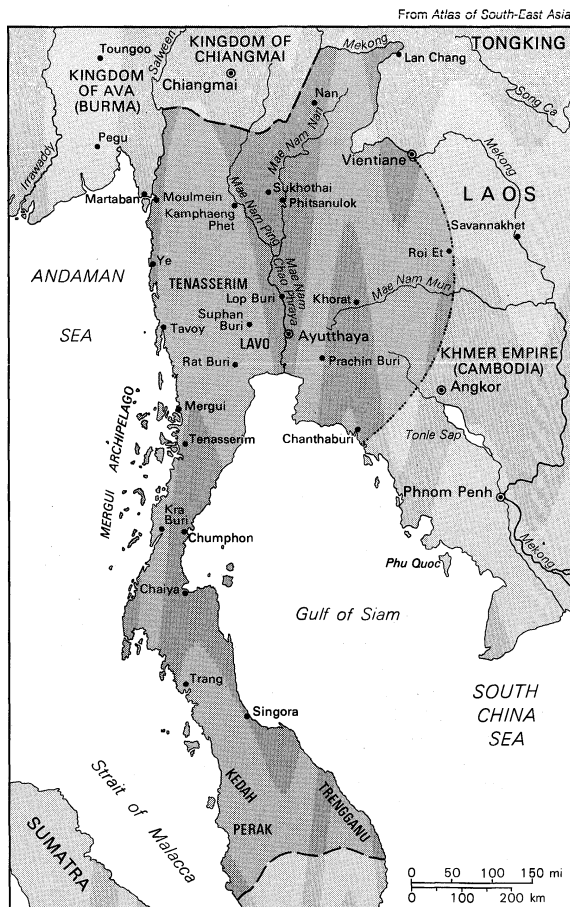 From Atlas of South-East Asia
Toungoo
Salween
KINGDOM OF
CHIANGMAI
Mekong
TONGKING
Lan Chang
KINGDOM
OF AVA
(BURMA)
Chiangmai
Nan
Mae Nam Nan
Song Ca
Pegu
Irrawaddy
Vientiane
Mekong
Martaban
Moulmein
Kamphaeng
Phet
Mae Nam Ping
Sukhothai
Phitsanulok
LAOS
Savannakhet
Roi Et
Ye
ANDAMAN
SEA
TENASSERIM
Mae Nam
Chao Phraya
Mae Nam Mun
Lop Buri
Khorat
Suphan
Buri
Tavoy
LAVO
Ayutthaya
Rat Buri
Prachin Buri
KHMER EMPIRE
(CAMBODIA)
Angkor
Mergui
Tenasserim
MERGUI ARCHIPELAGO
Chanthaburi
Tonle Sap
Phnom Penh
Kra
Buri
Chumphon
Mekong
Phu Quoc
Chaiya
Gulf of Siam
Trang
Singora
SOUTH
CHINA
SEA
KEDAH
PERAK
TRENGGANU
Strait of Malacca
SUMATRA
0 50 100 150 mi
0 100 200 km